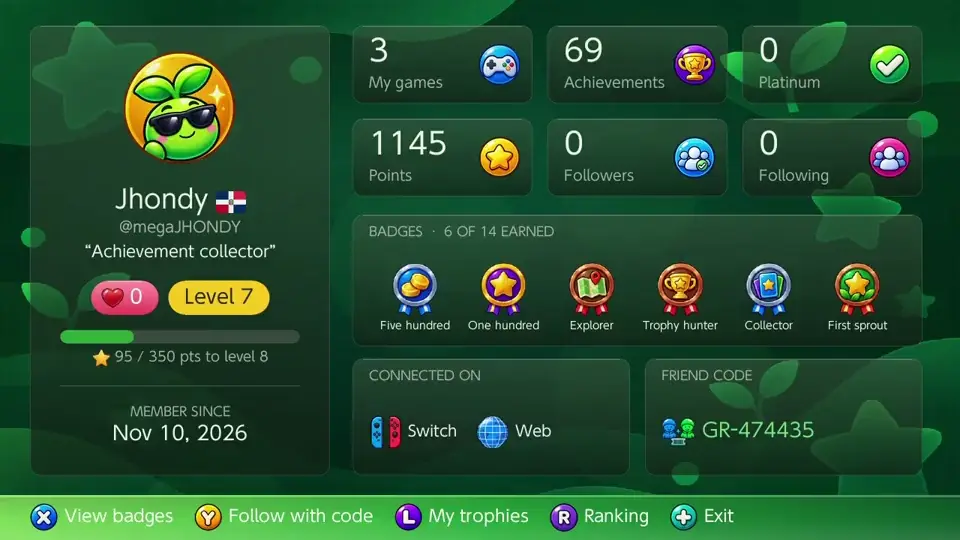 Jhondy
@megaJHONDY
“Achievement collector”
0
Level 7
95 / 350 pts to level 8
MEMBER SINCE
Nov 10, 2026
3
My games
69
Achievements
0
Platinum
1145
Points
0
Followers
0
Following
BADGES · 6 OF 14 EARNED
Five hundred
One hundred
Explorer
Trophy hunter
Collector
First sprout
CONNECTED ON
Switch
Web
FRIEND CODE
GR-474435
X View badges
Y Follow with code
L My trophies
R Ranking
+ Exit